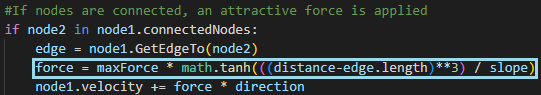 #If nodes are connected, an attractive force is applied
if node2 in node1.connectedNodes:
edge = node1.GetEdgeTo(node2)
force = maxForce * math.tanh(((distance-edge.length)**3) / slope)
node1.velocity += force * direction